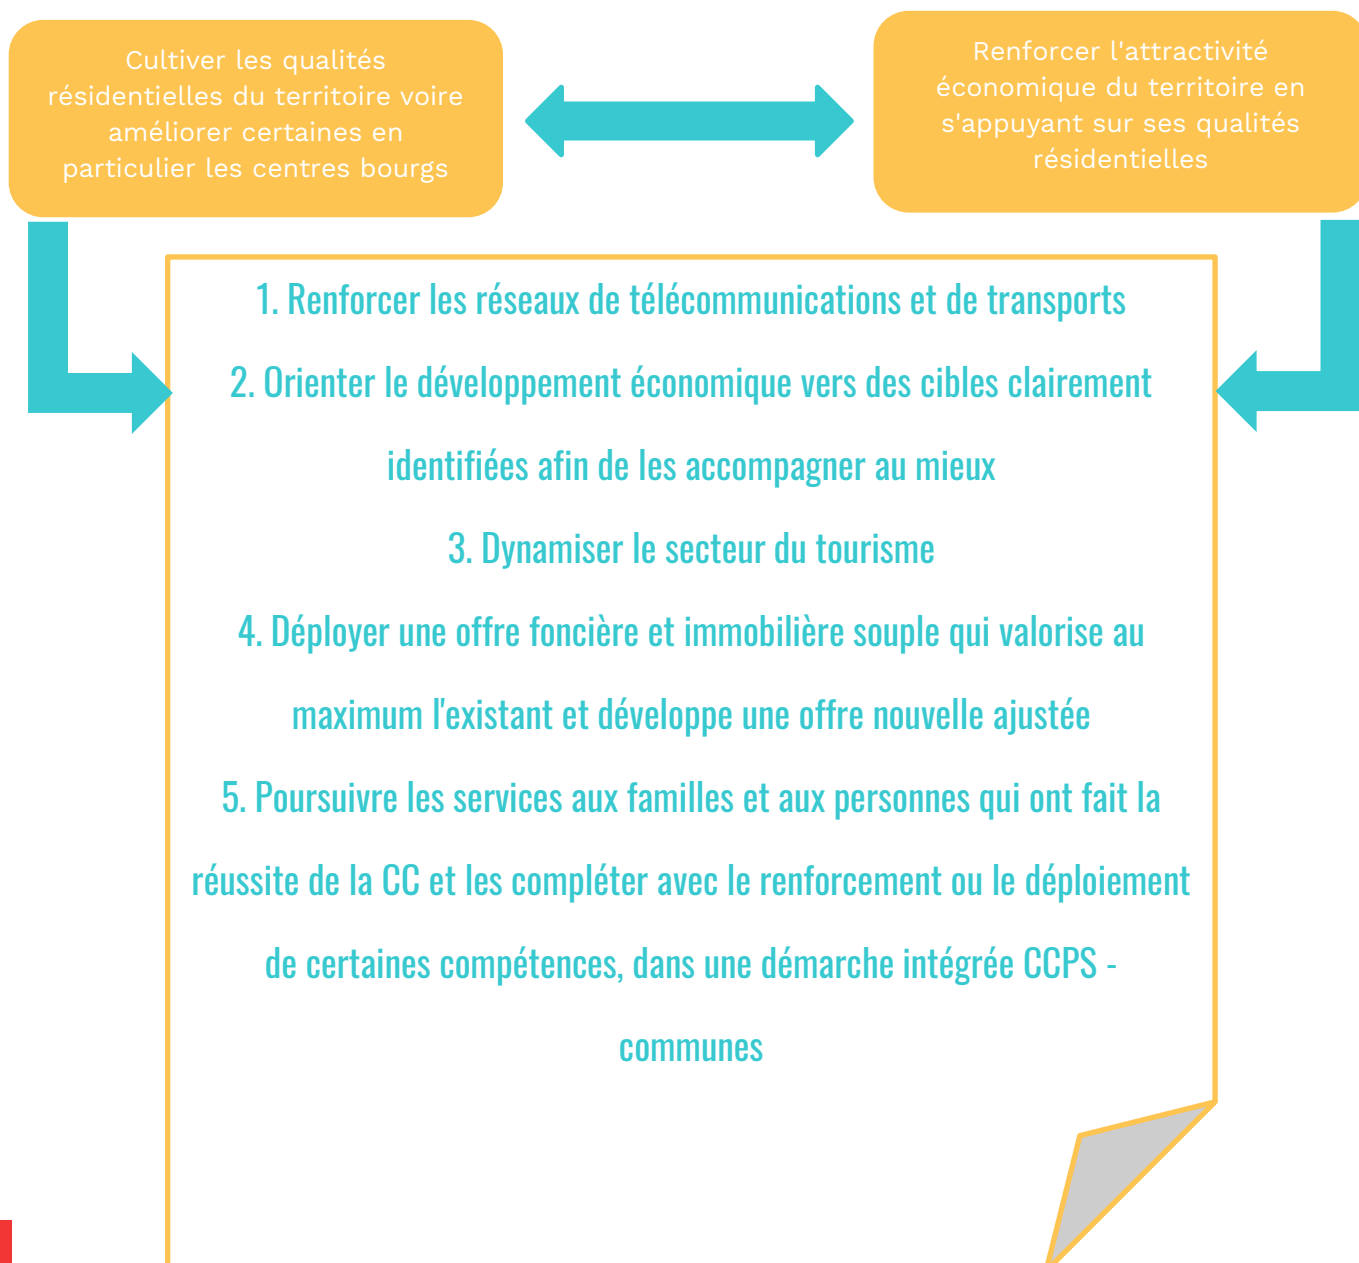 Cultiver les qualités
résidentielles du territoire voire
améliorer certaines en
particulier les centres bourgs
Renforcer l'attractivité
économique du territoire en
s'appuyant sur ses qualités
résidentielles
1. Renforcer les réseaux de télécommunications et de transports
2. Orienter le développement économique vers des cibles clairement
identifiées afin de les accompagner au mieux
3. Dynamiser le secteur du tourisme
4. Déployer une offre foncière et immobilière souple qui valorise au
maximum l'existant et développe une offre nouvelle ajustée
5. Poursuivre les services aux familles et aux personnes qui ont fait la
réussite de la CC et les compléter avec le renforcement ou le déploiement
de certaines compétences, dans une démarche intégrée CCPS -
communes